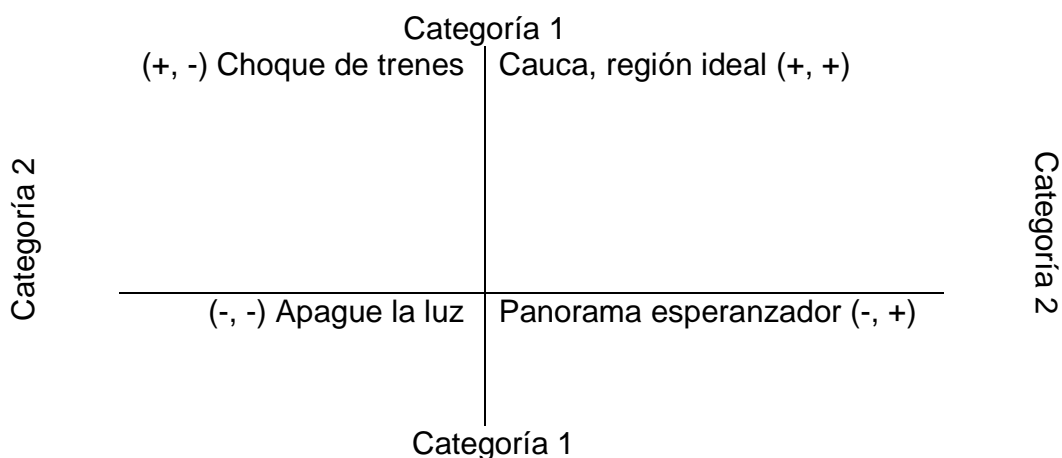 Categoría 1
(+, -) Choque de trenes
Cauca, región ideal (+, +)
Categoría 2
Categoría 2
(-, -) Apague la luz
Panorama esperanzador (-, +)
Categoría 1